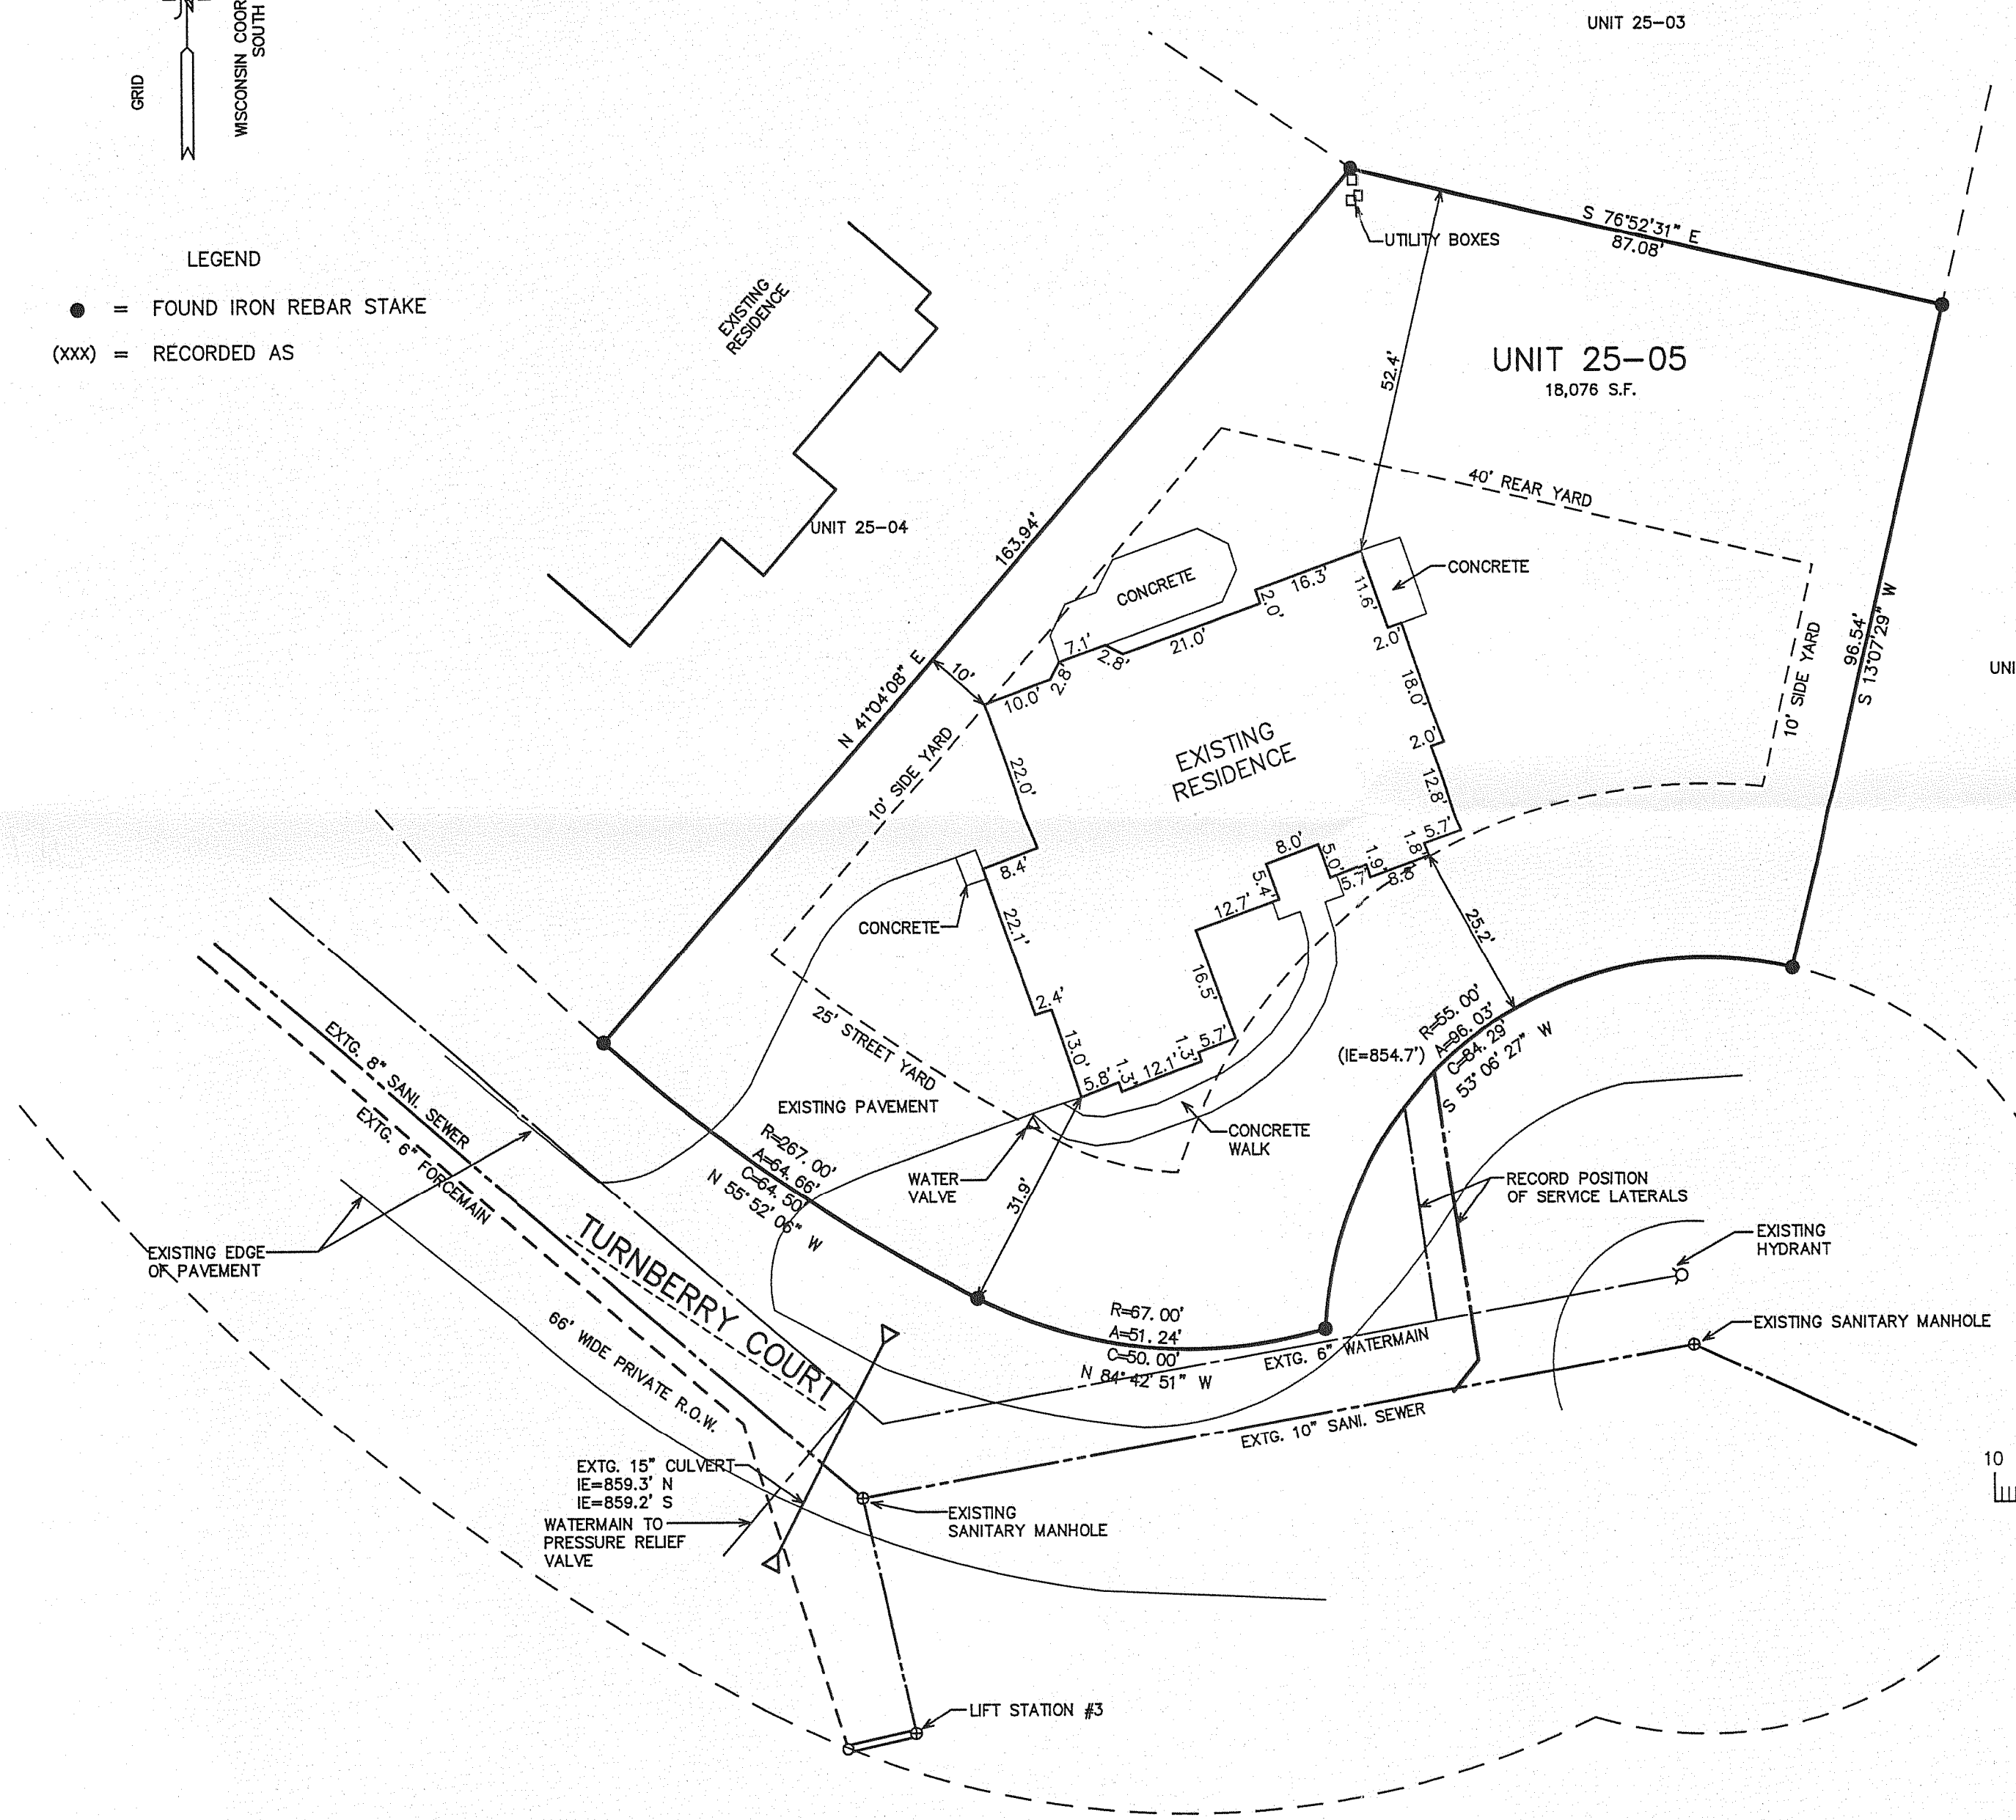 N
GRID
WISCONSIN COOR
SOUTH
UNIT 25-03
LEGEND
● = FOUND IRON REBAR STAKE
(XXX) = RECORDED AS
EXISTING
RESIDENCE
UNIT 25-04
UTILITY BOXES
S 76°52'31" E
87.08'
UNIT 25-05
18,076 S.F.
52.4'
40' REAR YARD
163.94'
N 41°04'08" E
10'
10' SIDE YARD
CONCRETE
CONCRETE
16.3'
2.0'
11.6'
2.0'
7.1'
2.8'
21.0'
10.0'
2.8'
18.0'
2.0'
12.8'
5.7'
1.8'
96.54'
S 13°07'29" W
10' SIDE YARD
UNI
EXISTING
RESIDENCE
22.0'
8.4'
22.1'
2.4'
13.0'
8.0'
5.0'
1.9'
5.7'
8.8'
5.4'
12.7'
16.5'
5.7'
1.3'
12.1'
1.3'
5.8'
25.2'
CONCRETE
25' STREET YARD
EXISTING PAVEMENT
R=55.00'
A=96.03'
C=84.29'
S 53°06'27" W
(IE=854.7')
EXTG. 8" SANI. SEWER
EXTG. 6" FORCEMAIN
R=267.00'
A=64.66'
C=64.50'
N 55°52'06" W
WATER
VALVE
31.9'
CONCRETE
WALK
RECORD POSITION
OF SERVICE LATERALS
EXISTING
HYDRANT
EXISTING EDGE
OF PAVEMENT
TURNBERRY COURT
66' WIDE PRIVATE R.O.W.
R=67.00'
A=51.24'
C=50.00'
N 84°42'51" W
EXTG. 6" WATERMAIN
EXISTING SANITARY MANHOLE
EXTG. 10" SANI. SEWER
EXTG. 15" CULVERT
IE=859.3' N
IE=859.2' S
WATERMAIN TO
PRESSURE RELIEF
VALVE
EXISTING
SANITARY MANHOLE
10
LIFT STATION #3